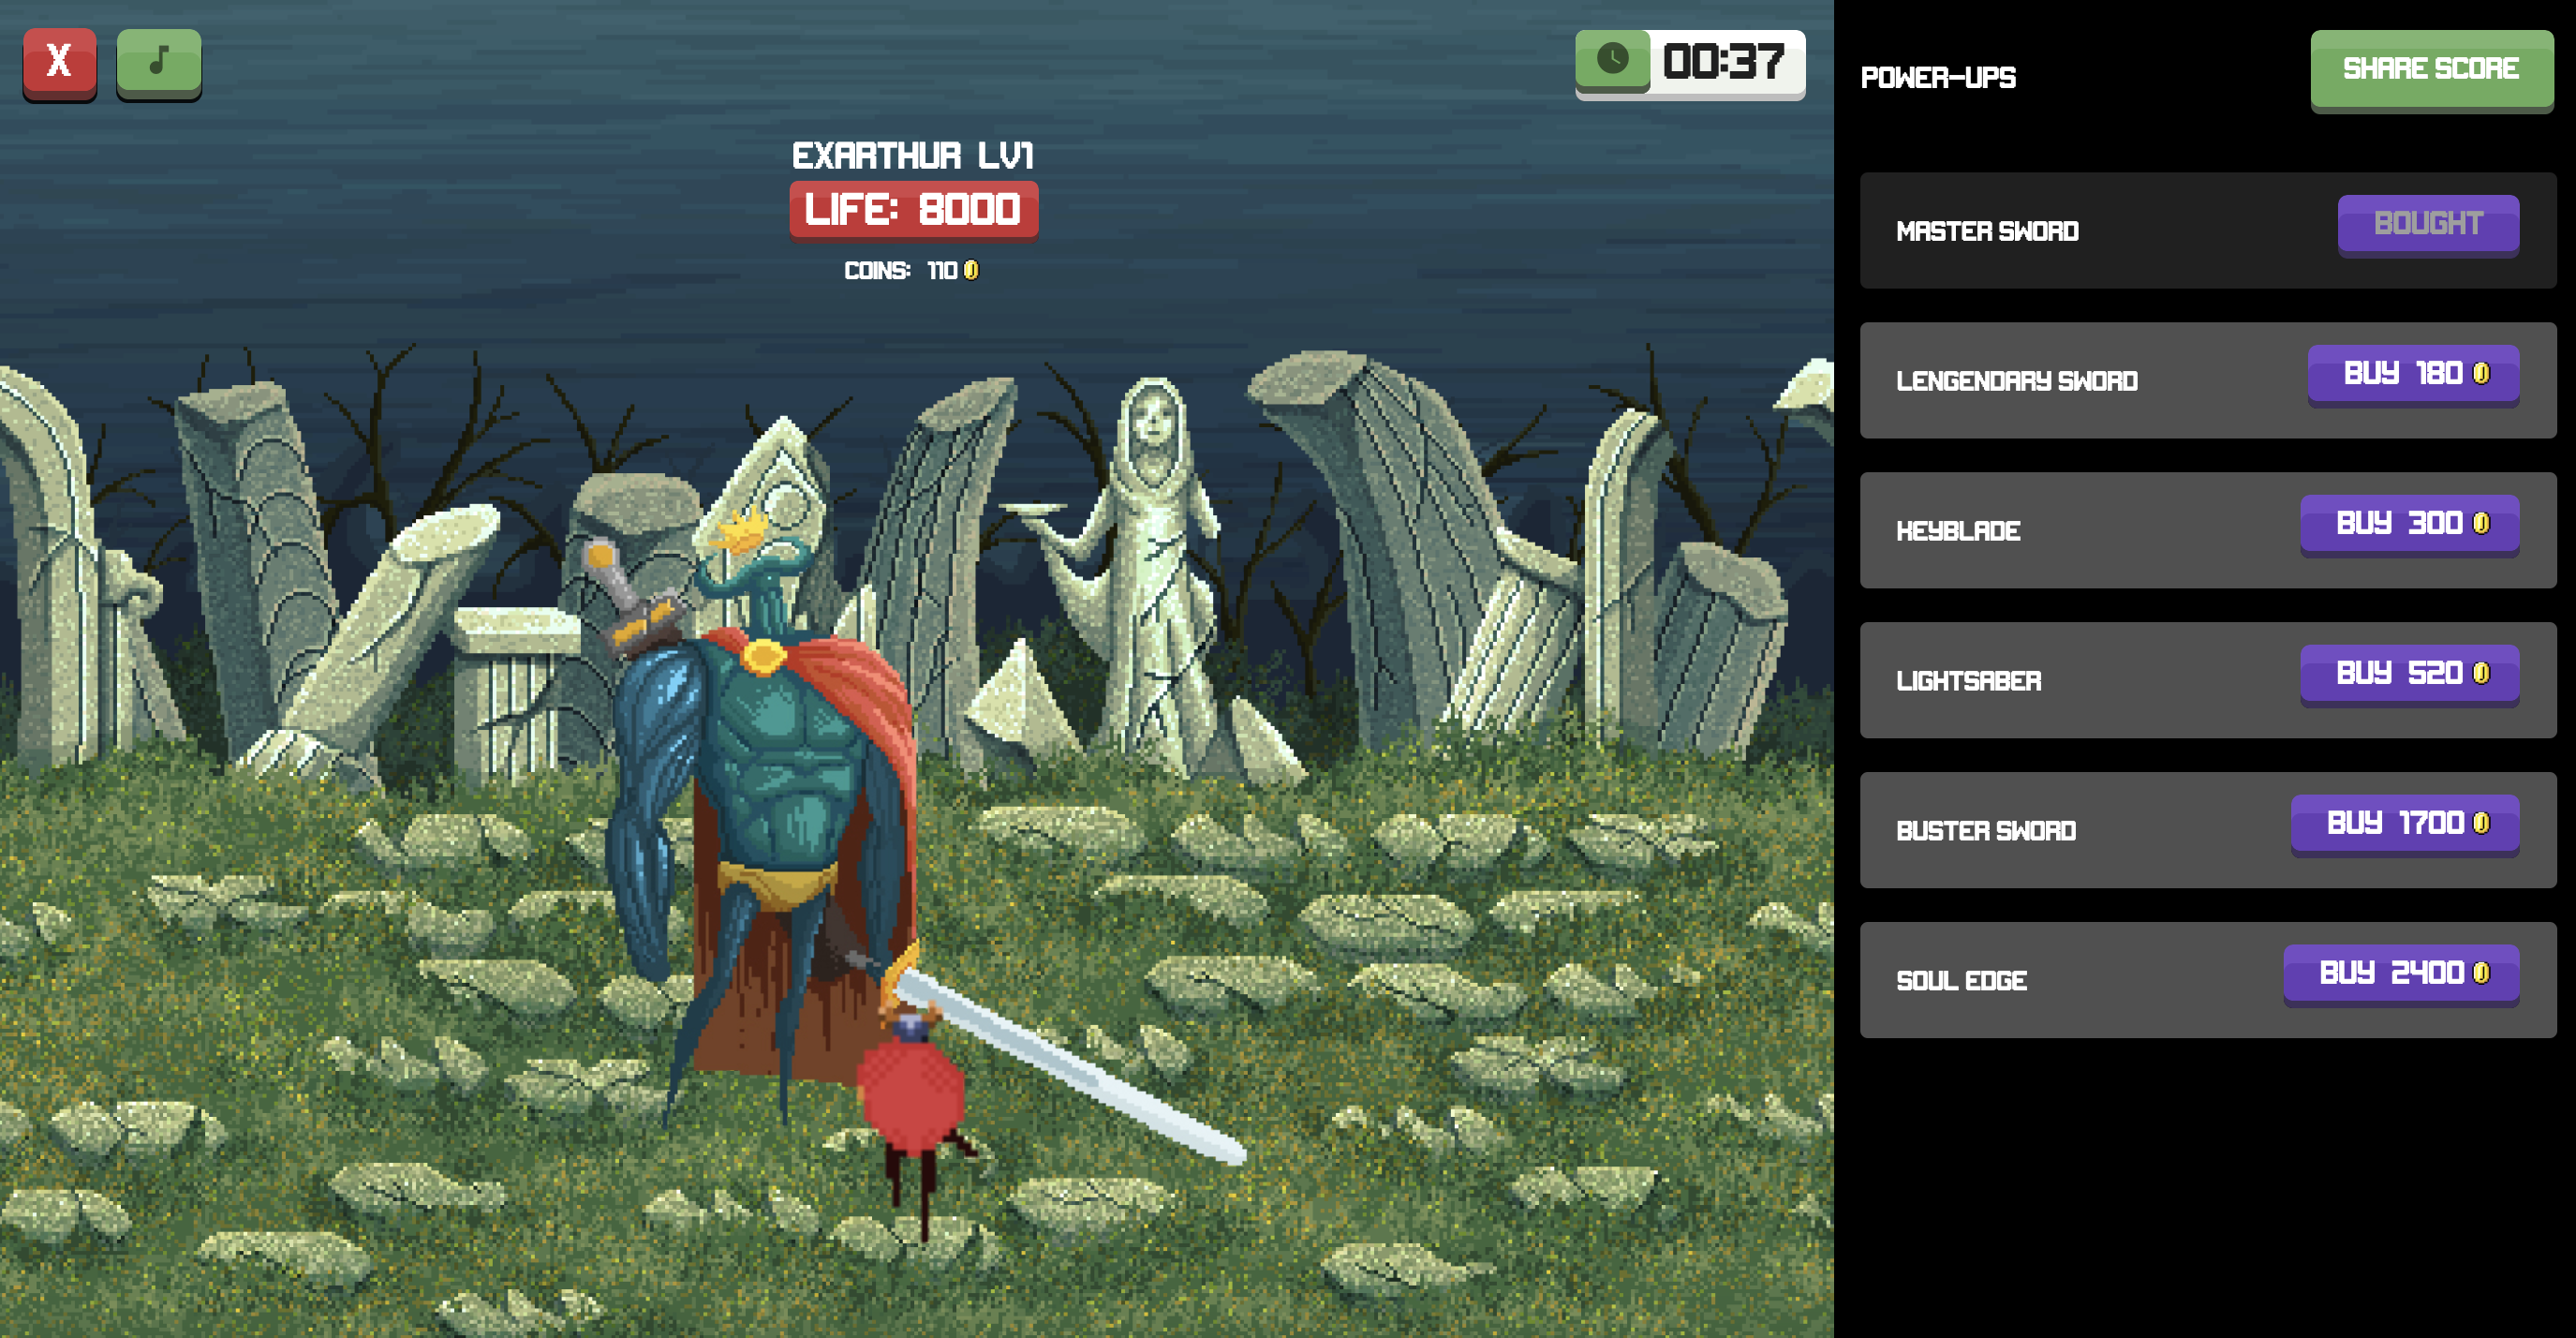 X
00:37
EXARTHUR LV1
LIFE: 8000
COINS: 110
POWER-UPS
SHARE SCORE
MASTER SWORD
BOUGHT
LENGENDARY SWORD
BUY 180
KEYBLADE
BUY 300
LIGHTSABER
BUY 520
BUSTER SWORD
BUY 1700
SOUL EDGE
BUY 2400